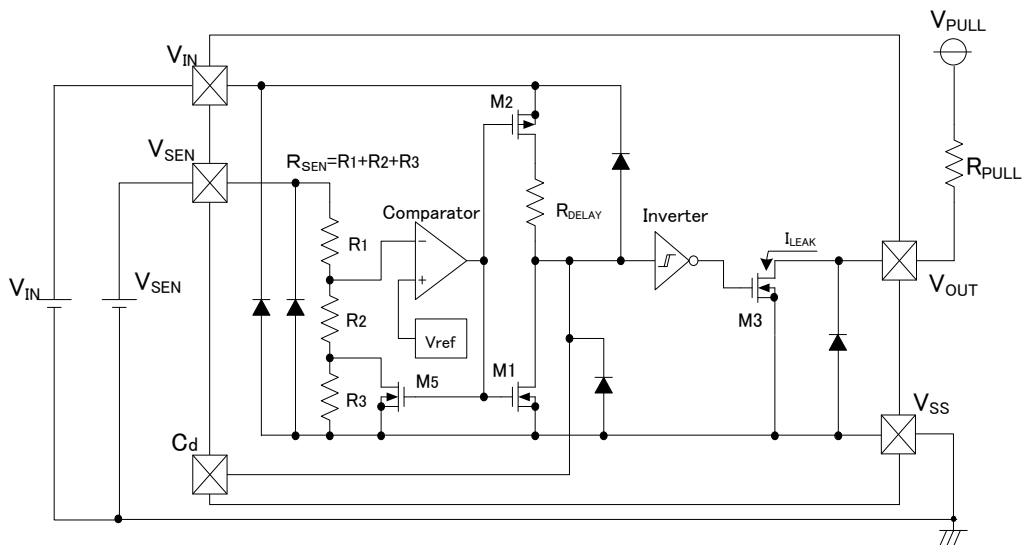 VPULL
VIN
M2
VSEN
RSEN=R1+R2+R3
RPULL
RDELAY
Comparator
Inverter
R1
−
ILEAK
+
VIN
VSEN
VOUT
R2
M3
Vref
M5
M1
R3
VSS
Cd